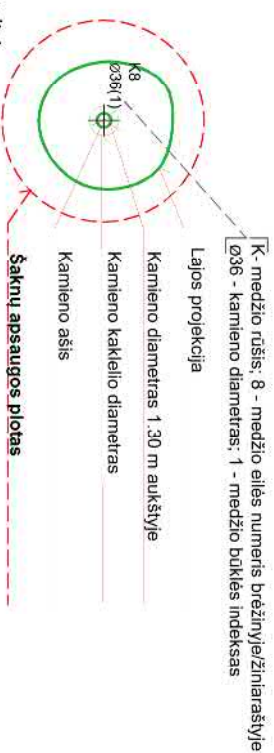 K- medžio rūšis; 8 - medžio eilės numeris brėžinyje/žiniaraštyje
Ø36 - kamieno diametras; 1 - medžio būklės indeksas
K8
Ø36(1)
Lajos projekcija
Kamieno diametras 1.30 m aukštyje
Kamieno kaklelio diametras
Kamieno ašis
Šaknų apsaugos plotas